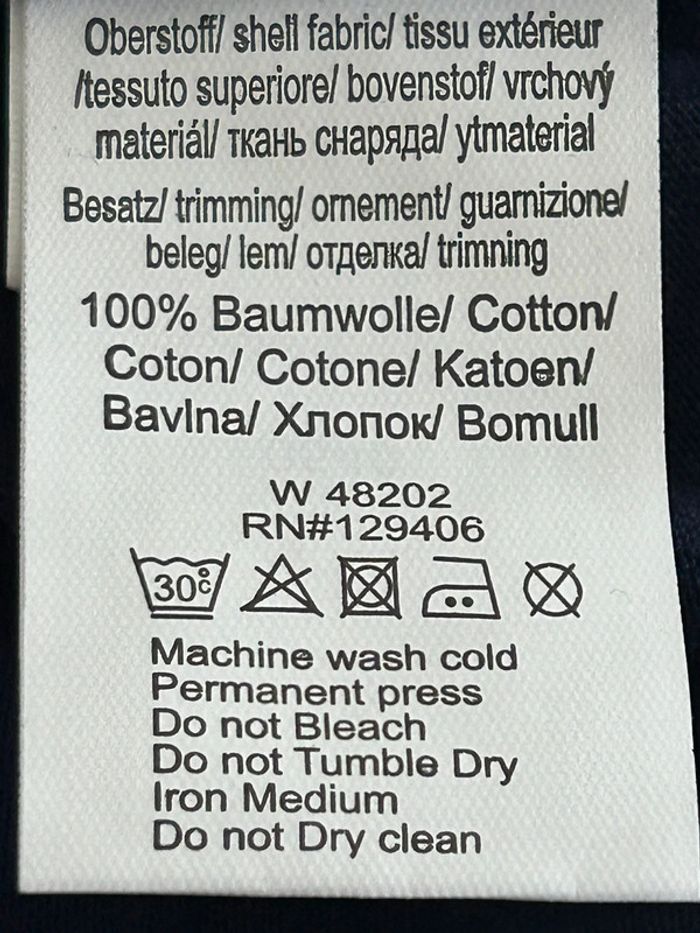 Oberstoff/ shell fabric/ tissu extérieur
/tessuto superiore/ bovenstof/ vrchový
materiál/ ткань снаряда/ ytmaterial
Besatz/ trimming/ ornement/ guarnizione/
beleg/ lem/ отделка/ trimning
100% Baumwolle/ Cotton/
Coton/ Cotone/ Katoen/
Bavlna/ Хлопок/ Bomull
W 48202
RN#129406
30°C
Machine wash cold
Permanent press
Do not Bleach
Do not Tumble Dry
Iron Medium
Do not Dry clean